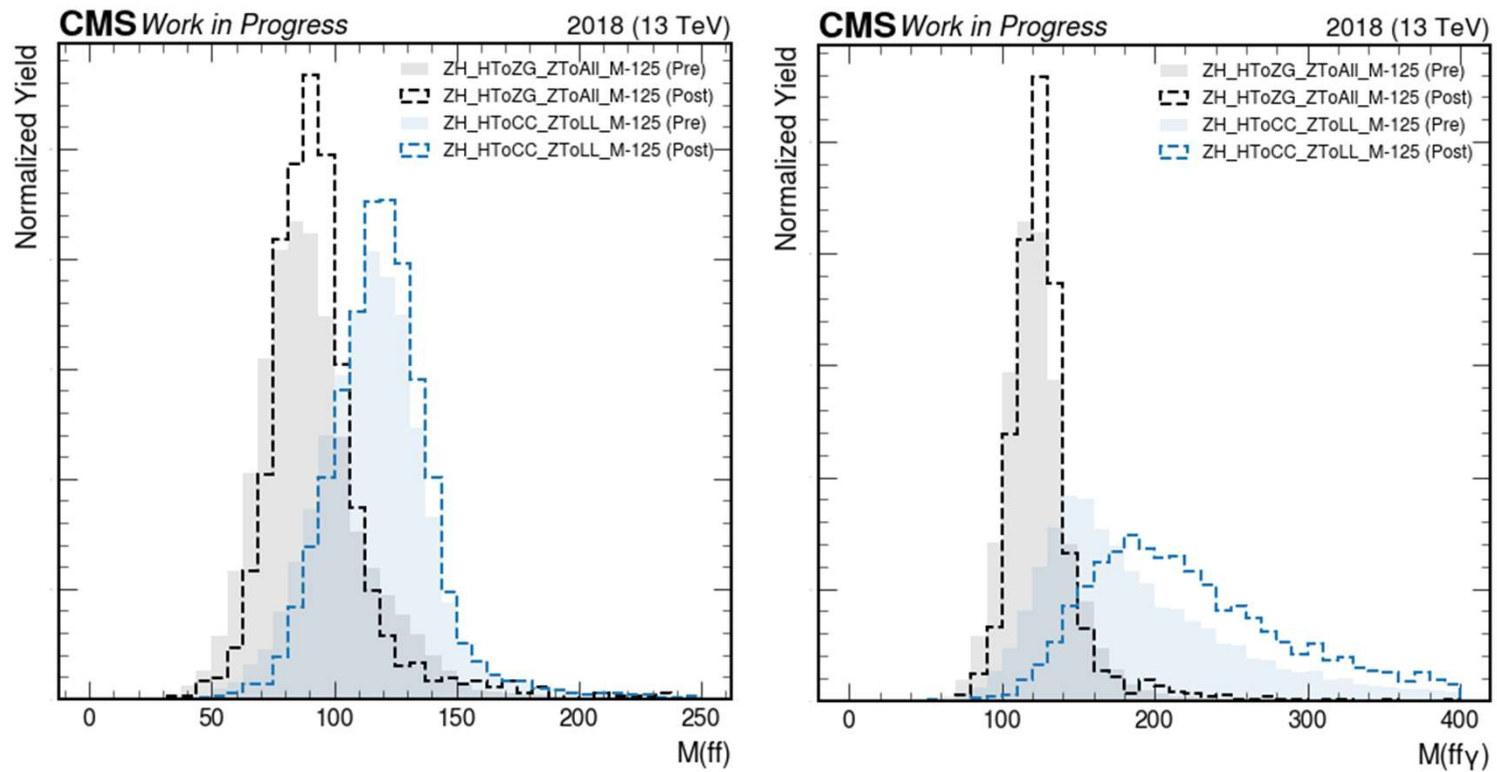 CMS Work in Progress 2018 (13 TeV)
Normalized Yield
ZH_HToZG_ZToAll_M-125 (Pre)
ZH_HToZG_ZToAll_M-125 (Post)
ZH_HToCC_ZToLL_M-125 (Pre)
ZH_HToCC_ZToLL_M-125 (Post)
0 50 100 150 200 250
M(ff)
CMS Work in Progress 2018 (13 TeV)
Normalized Yield
ZH_HToZG_ZToAll_M-125 (Pre)
ZH_HToZG_ZToAll_M-125 (Post)
ZH_HToCC_ZToLL_M-125 (Pre)
ZH_HToCC_ZToLL_M-125 (Post)
0 100 200 300 400
M(ffγ)